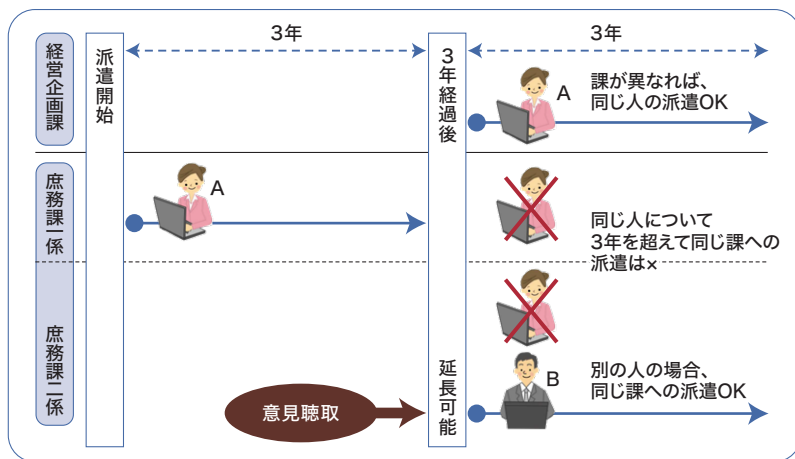 3年
3年
経営企画課
派遣開始
3年経過後
A
課が異なれば、
同じ人の派遣OK
庶務課一係
A
同じ人について
3年を超えて同じ課への
派遣は×
庶務課二係
意見聴取
延長可能
B
別の人の場合、
同じ課への派遣OK